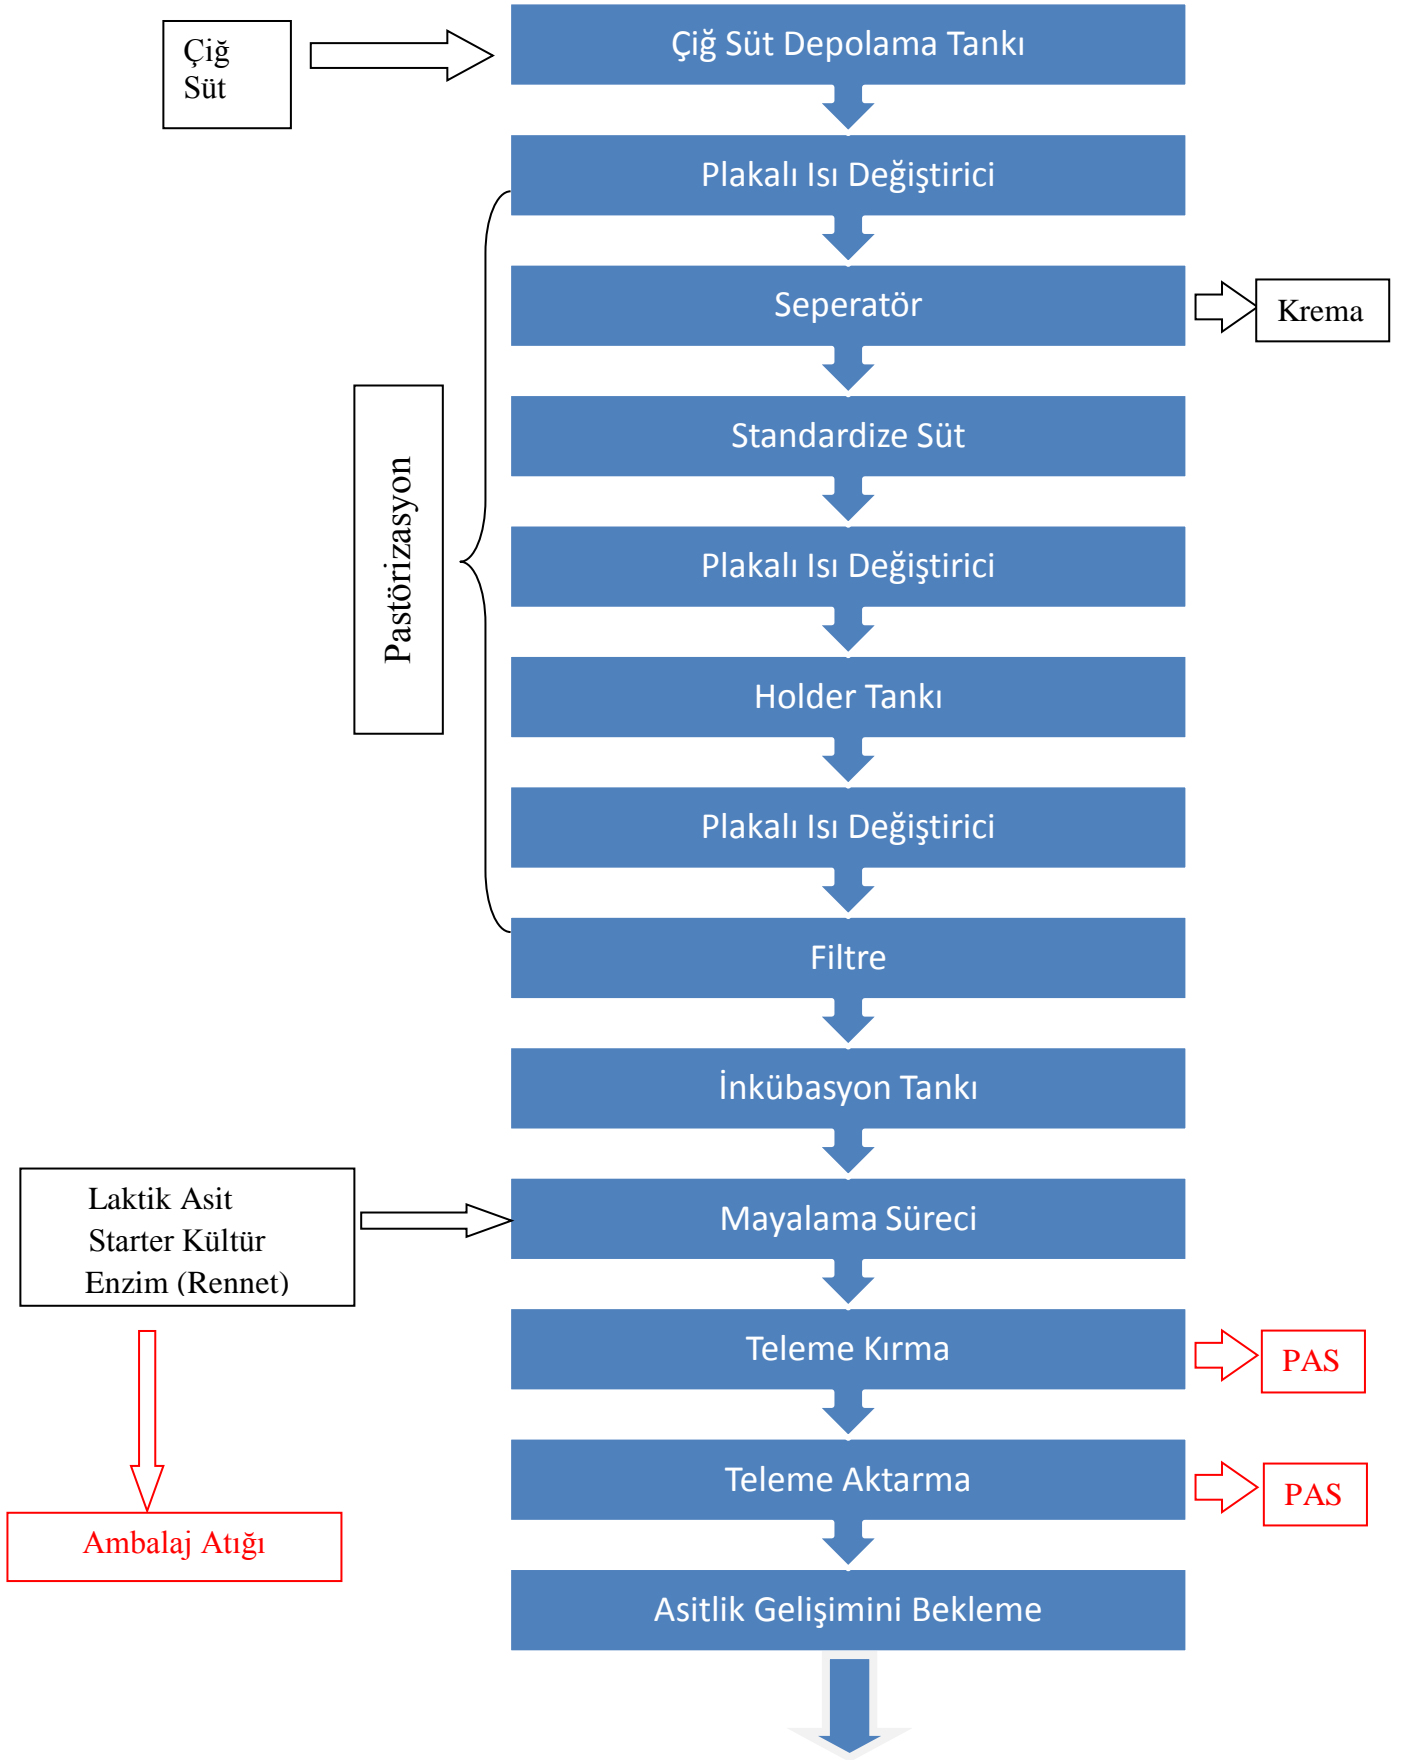 Çiğ
Süt
Çiğ Süt Depolama Tankı
Plakalı Isı Değiştirici
Seperatör
Krema
Standardize Süt
Pastörizasyon
Plakalı Isı Değiştirici
Holder Tankı
Plakalı Isı Değiştirici
Filtre
İnkübasyon Tankı
Laktik Asit
Starter Kültür
Enzim (Rennet)
Mayalama Süreci
Teleme Kırma
PAS
Teleme Aktarma
PAS
Ambalaj Atığı
Asitlik Gelişimini Bekleme